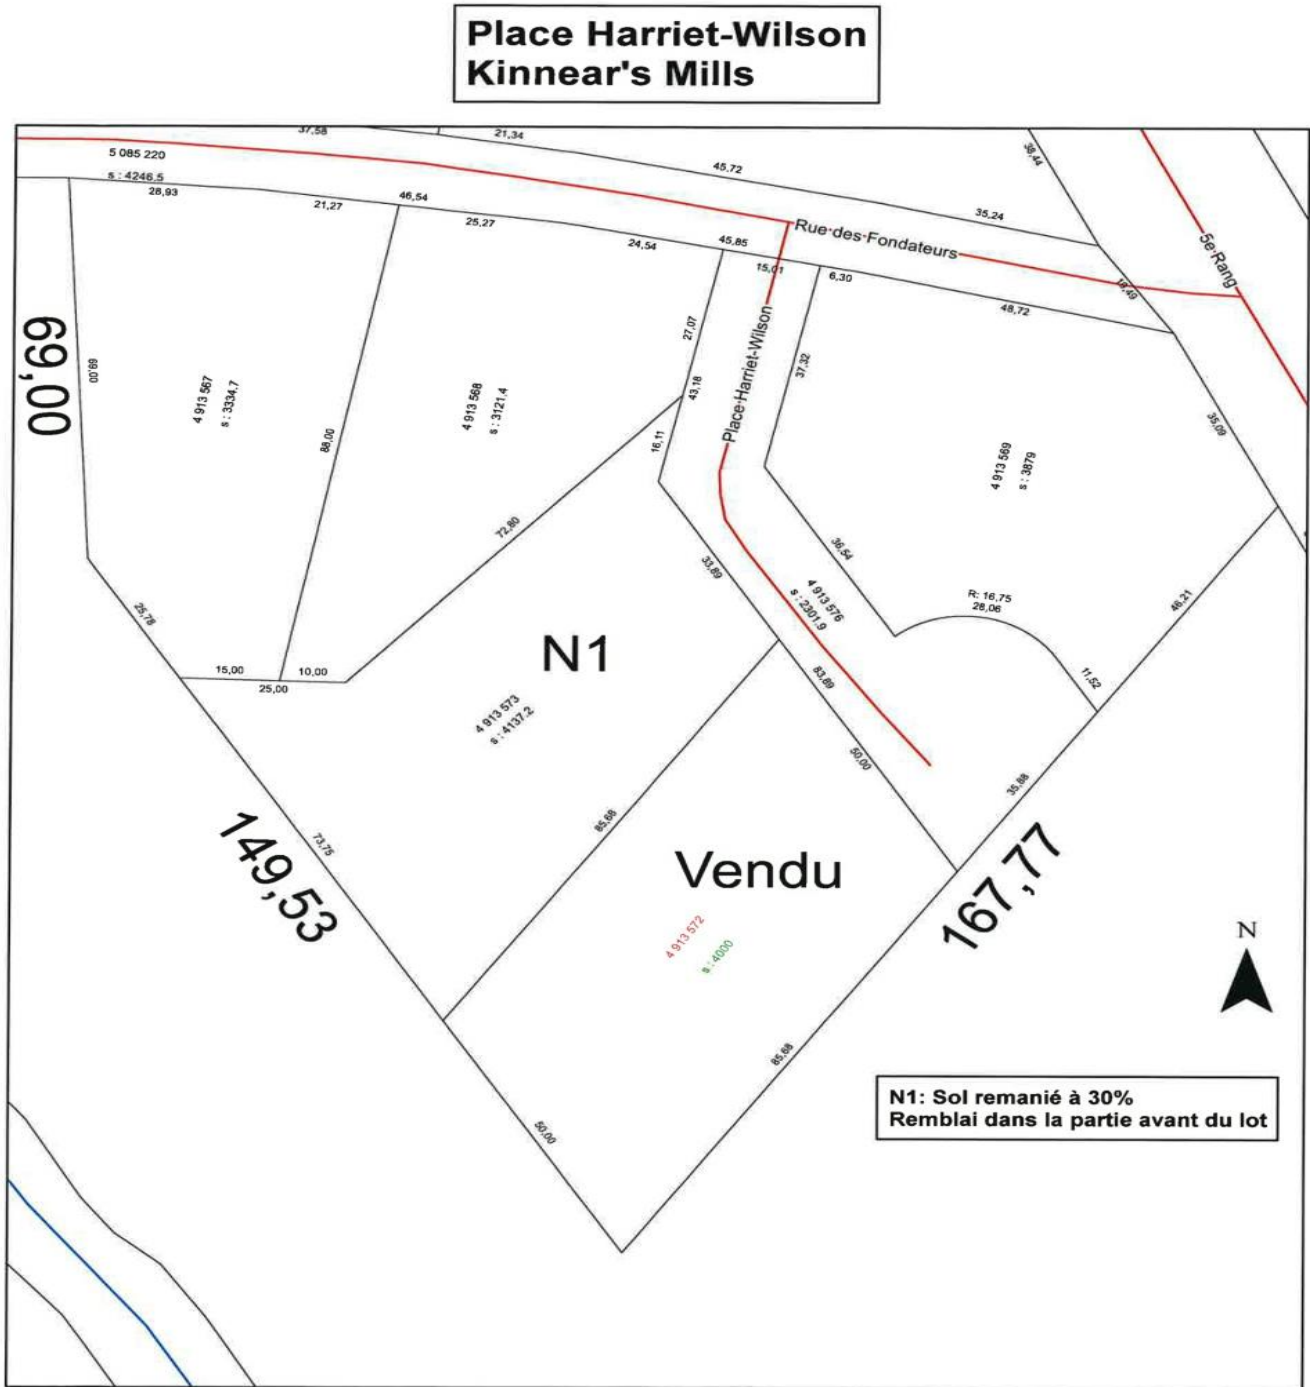 Place Harriet-Wilson
Kinnear's Mills
37,58
21,34
45,72
38,44
5 085 220
s : 4246.5
28,93
21,27
46,54
25,27
24,54
45,85
15,01
6,30
35,24
Rue des Fondateurs
5e Rang
18,49
48,72
69,00
69,00
4 913 567
s : 3334.7
88,00
4 913 568
s : 3121.4
27,07
43,18
16,11
Place Harriet-Wilson
37,32
35,09
4 913 569
s : 3879
72,80
33,89
36,54
4 913 576
s : 2301.9
R: 16,75
28,06
46,21
25,78
15,00
10,00
25,00
N1
4 913 573
s : 4137.2
83,89
11,52
50,00
35,88
73,75
149,53
85,68
Vendu
167,77
4 913 572
s : 4000
N
85,68
50,00
N1: Sol remanié à 30%
Remblai dans la partie avant du lot